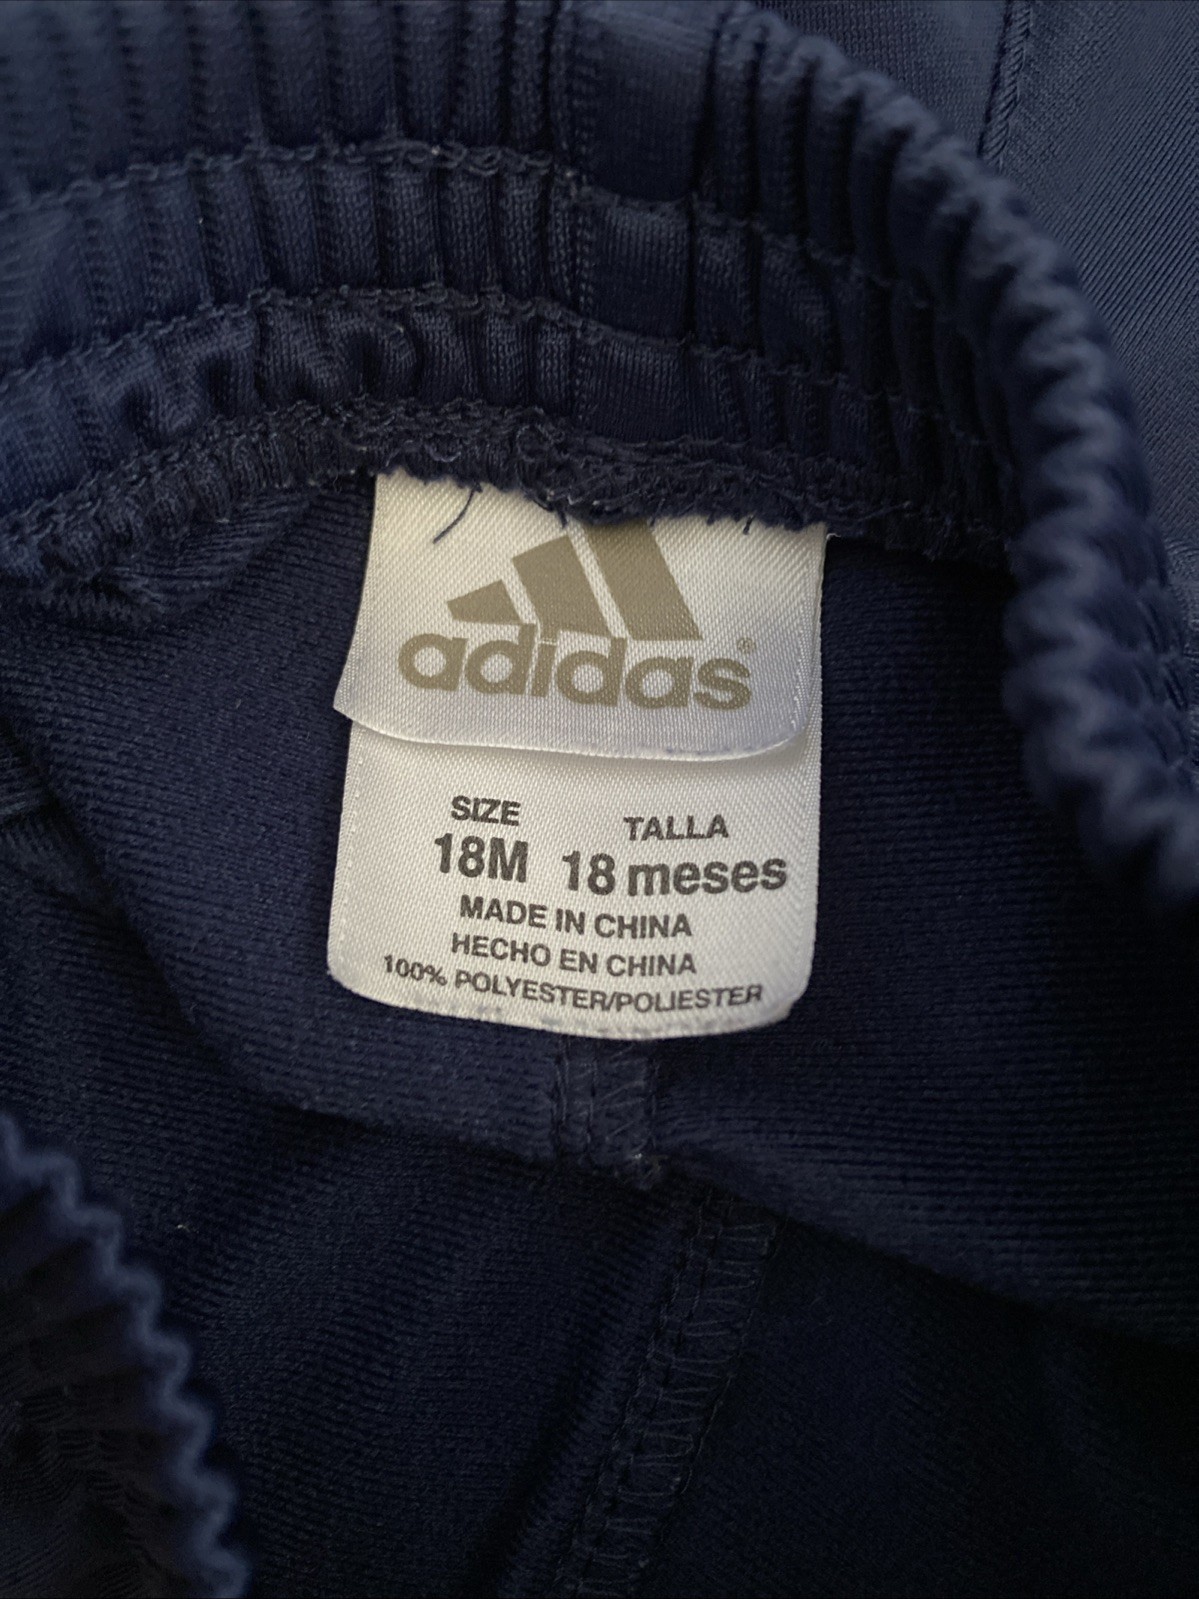 adidas®
SIZE TALLA
18M 18 meses
MADE IN CHINA
HECHO EN CHINA
100% POLYESTER/POLIESTER